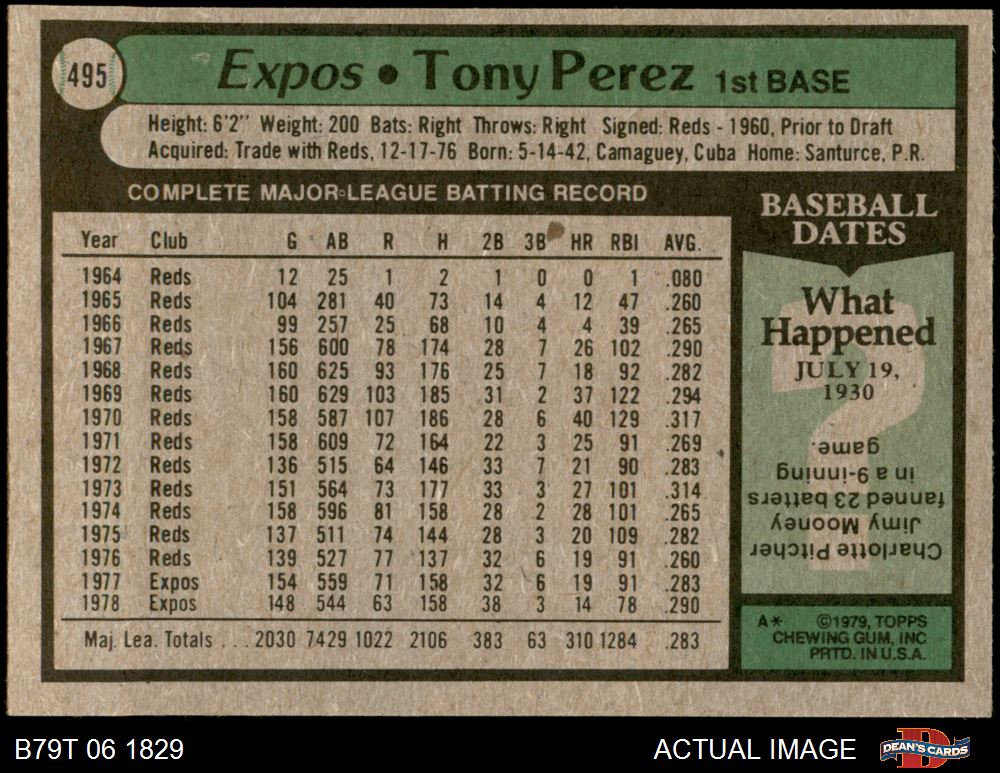 495
Expos • Tony Perez 1st BASE
Height: 6'2" Weight: 200 Bats: Right Throws: Right Signed: Reds - 1960, Prior to Draft
Acquired: Trade with Reds, 12-17-76 Born: 5-14-42, Camaguey, Cuba Home: Santurce, P.R.
COMPLETE MAJOR LEAGUE BATTING RECORD
Year Club G AB R H 2B 3B HR RBI AVG.
1964 Reds 12 25 1 2 1 0 0 1 .080
1965 Reds 104 281 40 73 14 4 12 47 .260
1966 Reds 99 257 25 68 10 4 4 39 .265
1967 Reds 156 600 78 174 28 7 26 102 .290
1968 Reds 160 625 93 176 25 7 18 92 .282
1969 Reds 160 629 103 185 31 2 37 122 .294
1970 Reds 158 587 107 186 28 6 40 129 .317
1971 Reds 158 609 72 164 22 3 25 91 .269
1972 Reds 136 515 64 146 33 7 21 90 .283
1973 Reds 151 564 73 177 33 3 27 101 .314
1974 Reds 158 596 81 158 28 2 28 101 .265
1975 Reds 137 511 74 144 28 3 20 109 .282
1976 Reds 139 527 77 137 32 6 19 91 .260
1977 Expos 154 559 71 158 32 6 19 91 .283
1978 Expos 148 544 63 158 38 3 14 78 .290
Maj. Lea. Totals . . . 2030 7429 1022 2106 383 63 310 1284 .283
BASEBALL
DATES
What
Happened
JULY 19,
1930
?
Charlotte Pitcher
Jimy Mooney
fanned 23 batters
in a 9-inning
game.
A* ©1979, TOPPS
CHEWING GUM, INC
PRTD. IN U.S.A.
B79T 06 1829
ACTUAL IMAGE
DEAN'S CARDS